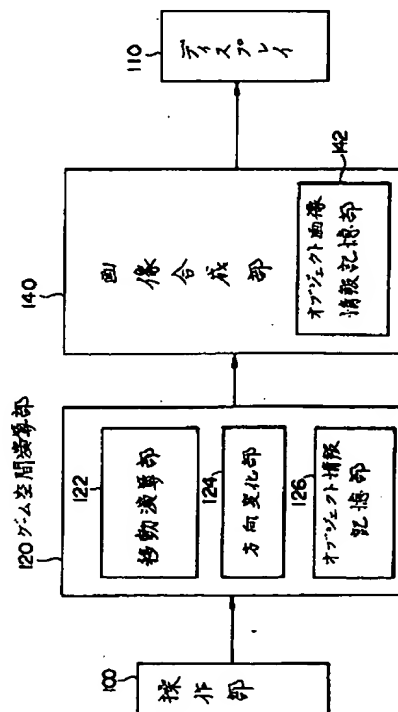 100
操作部
120 ゲーム空間演算部
122
移動演算部
124
方向変化部
126
オブジェクト情報
記憶部
140
画像合成部
オブジェクト画像
情報記憶部
142
ディスプレイ
110